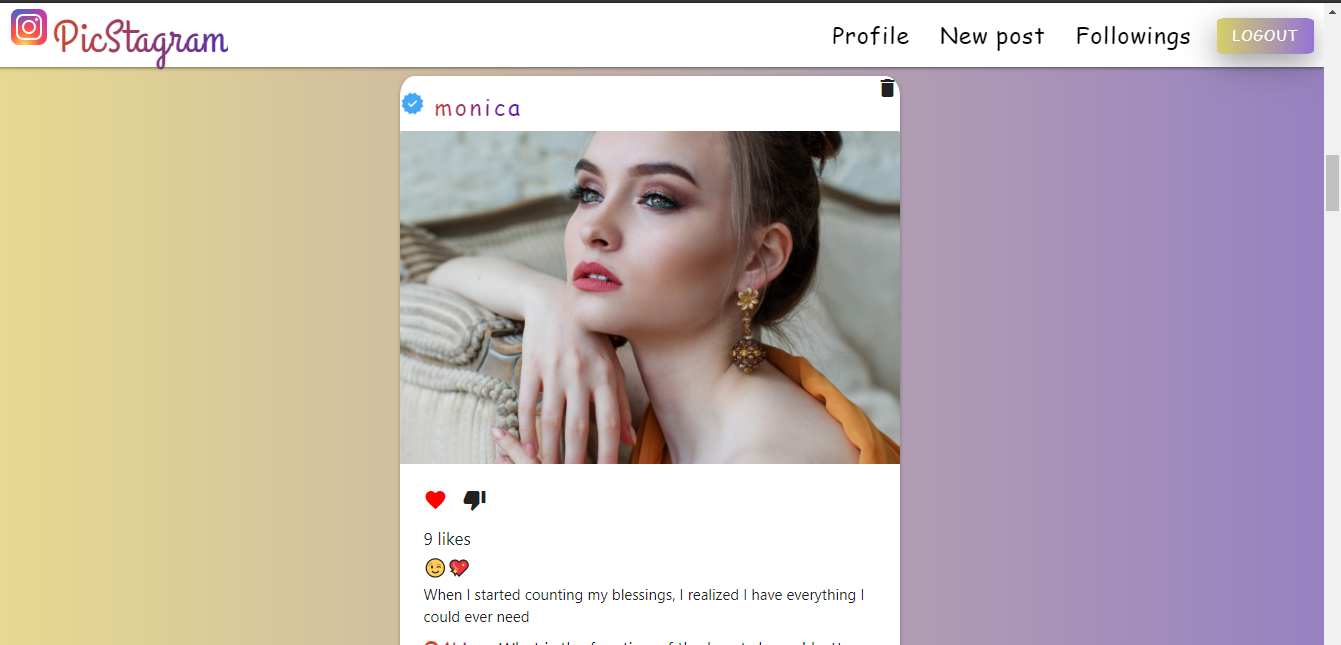 PicStagram
Profile New post Followings LOGOUT
monica
9 likes
😉💖
When I started counting my blessings, I realized I have everything I
could ever need